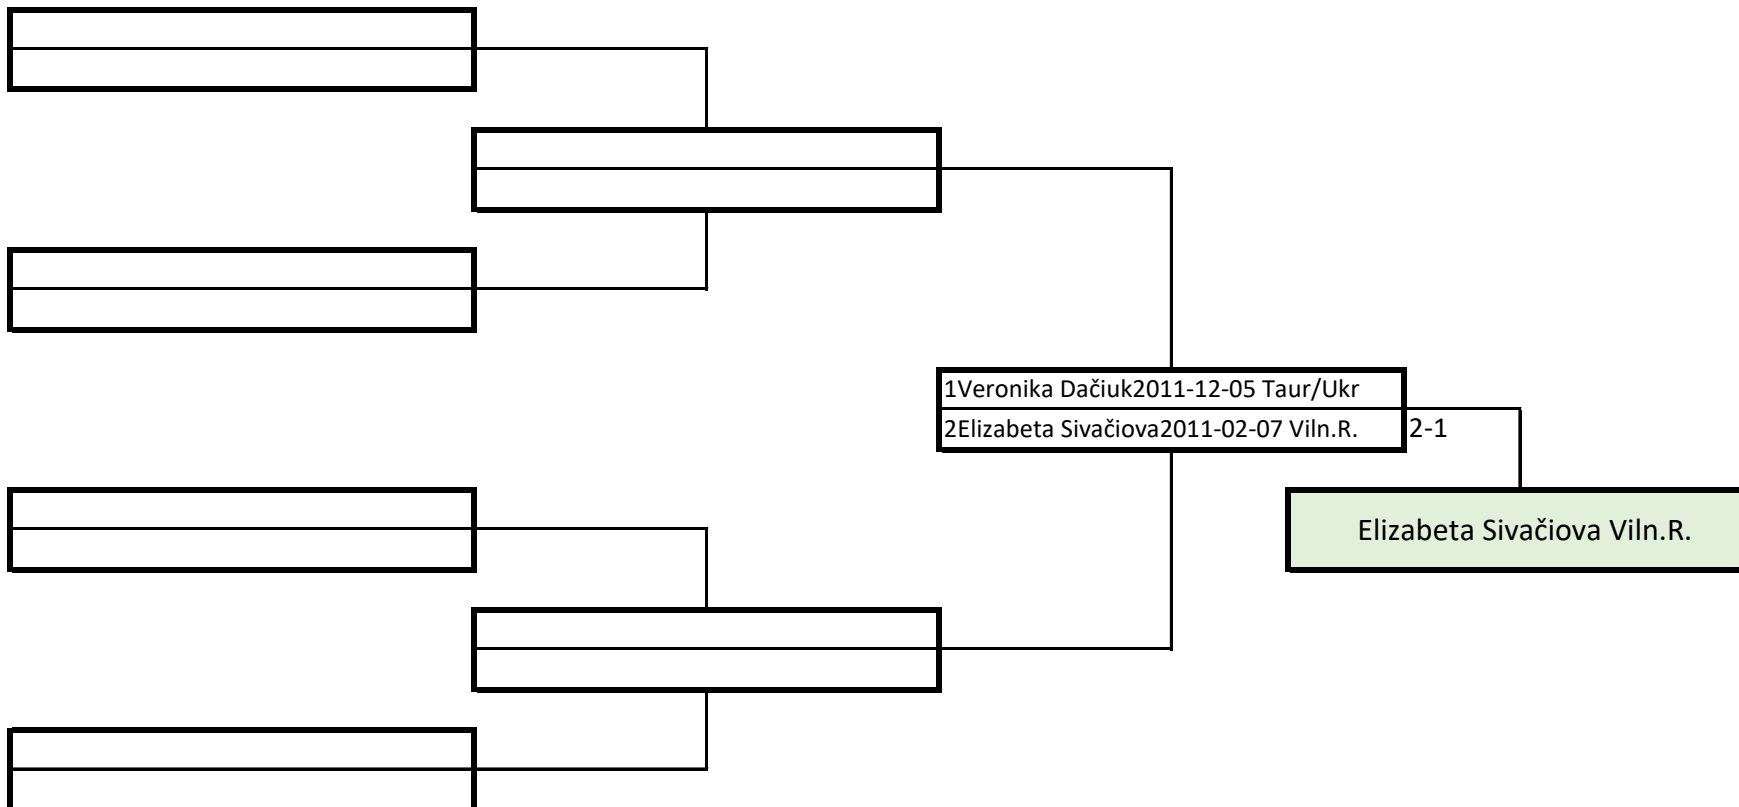 1Veronika Dačiuk2011-12-05 Taur/Ukr
2Elizabeta Sivačiova2011-02-07 Viln.R. 2-1
Elizabeta Sivačiova Viln.R.